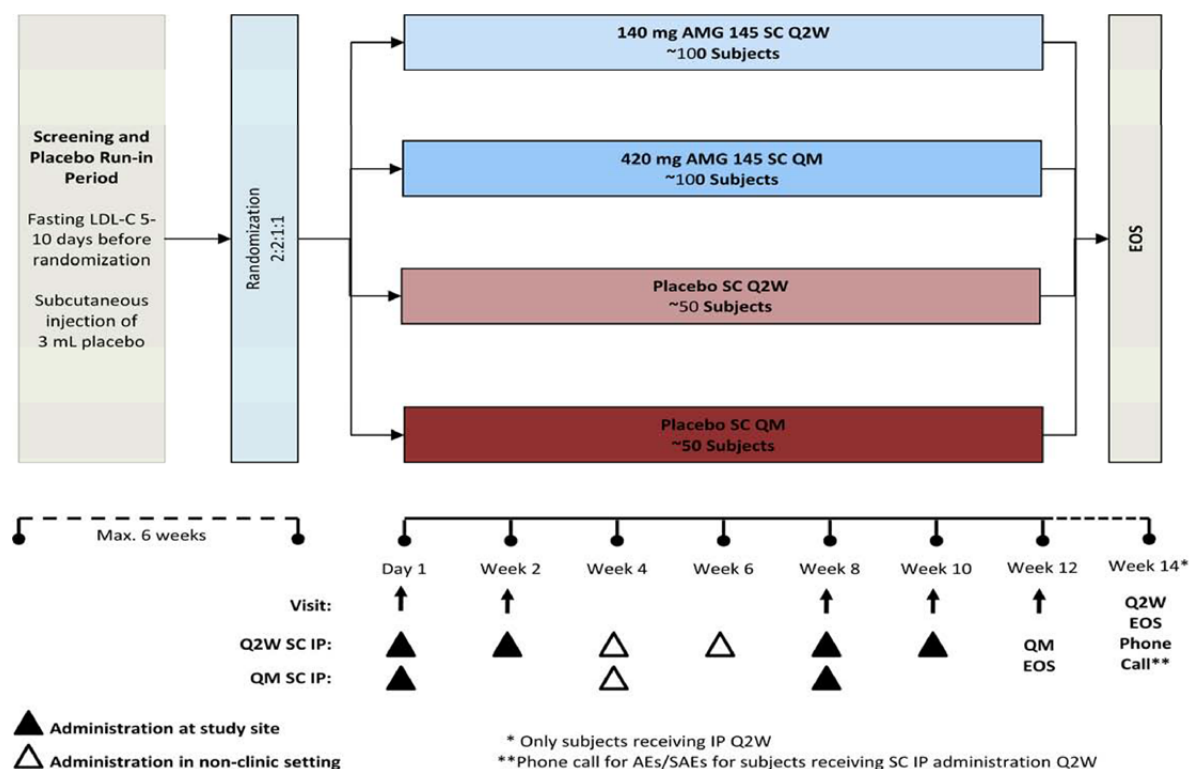 Screening and
Placebo Run-in
Period
Fasting LDL-C 5-
10 days before
randomization
Subcutaneous
injection of
3 mL placebo
Randomization
2:2:1:1
140 mg AMG 145 SC Q2W
~100 Subjects
420 mg AMG 145 SC QM
~100 Subjects
Placebo SC Q2W
~50 Subjects
Placebo SC QM
~50 Subjects
EOS
Max. 6 weeks
Day 1 Week 2 Week 4 Week 6 Week 8 Week 10 Week 12 Week 14*
Visit:
Q2W SC IP:
QM SC IP:
QM
EOS
Q2W
EOS
Phone
Call**
Administration at study site
Administration in non-clinic setting
* Only subjects receiving IP Q2W
**Phone call for AEs/SAEs for subjects receiving SC IP administration Q2W